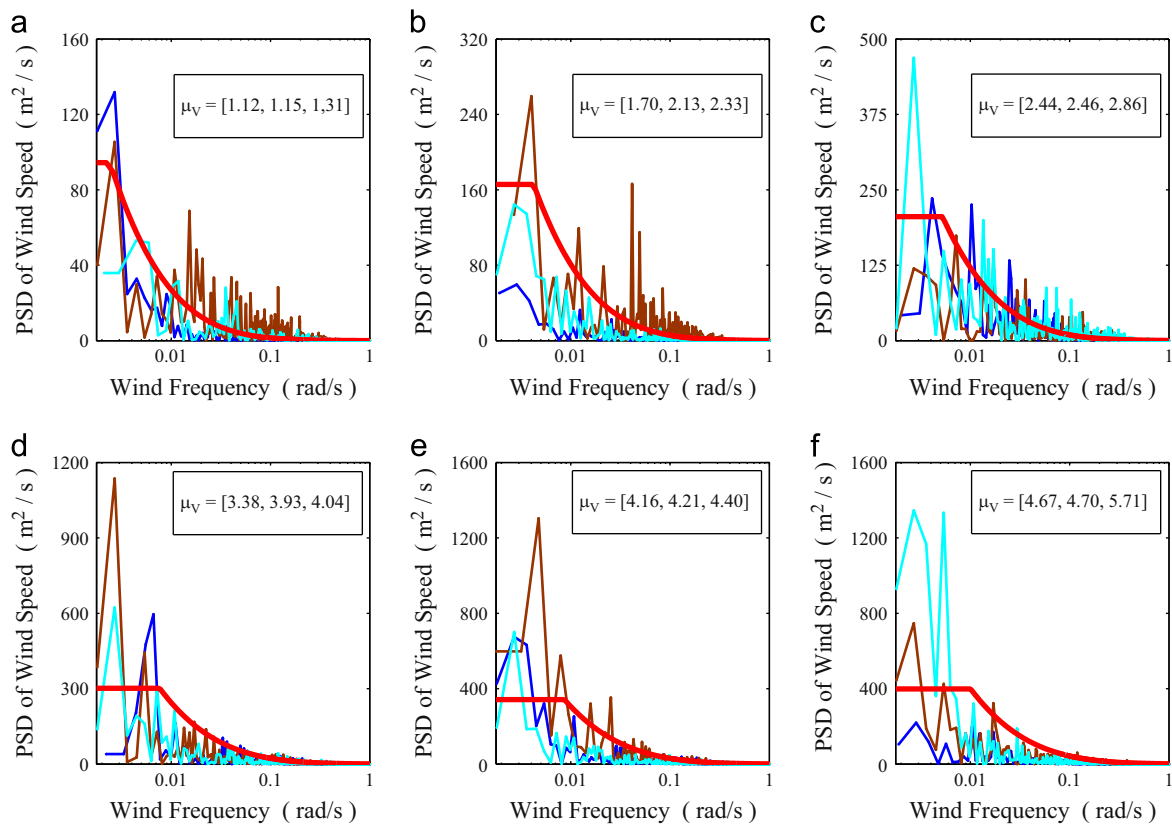 a
PSD of Wind Speed ( m² / s )
160
120
80
40
0
μV = [1.12, 1.15, 1,31]
0.01
0.1
1
Wind Frequency ( rad/s )
b
PSD of Wind Speed ( m² / s )
320
240
160
80
0
μV = [1.70, 2.13, 2.33]
0.01
0.1
1
Wind Frequency ( rad/s )
c
PSD of Wind Speed ( m² / s )
500
375
250
125
0
μV = [2.44, 2.46, 2.86]
0.01
0.1
1
Wind Frequency ( rad/s )
d
PSD of Wind Speed ( m² / s )
1200
900
600
300
0
μV = [3.38, 3.93, 4.04]
0.01
0.1
1
Wind Frequency ( rad/s )
e
PSD of Wind Speed ( m² / s )
1600
1200
800
400
0
μV = [4.16, 4.21, 4.40]
0.01
0.1
1
Wind Frequency ( rad/s )
f
PSD of Wind Speed ( m² / s )
1600
1200
800
400
0
μV = [4.67, 4.70, 5.71]
0.01
0.1
1
Wind Frequency ( rad/s )